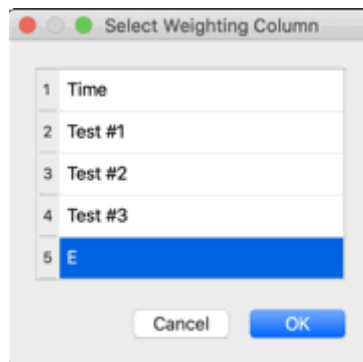 Select Weighting Column
1 Time
2 Test #1
3 Test #2
4 Test #3
5 E
Cancel OK